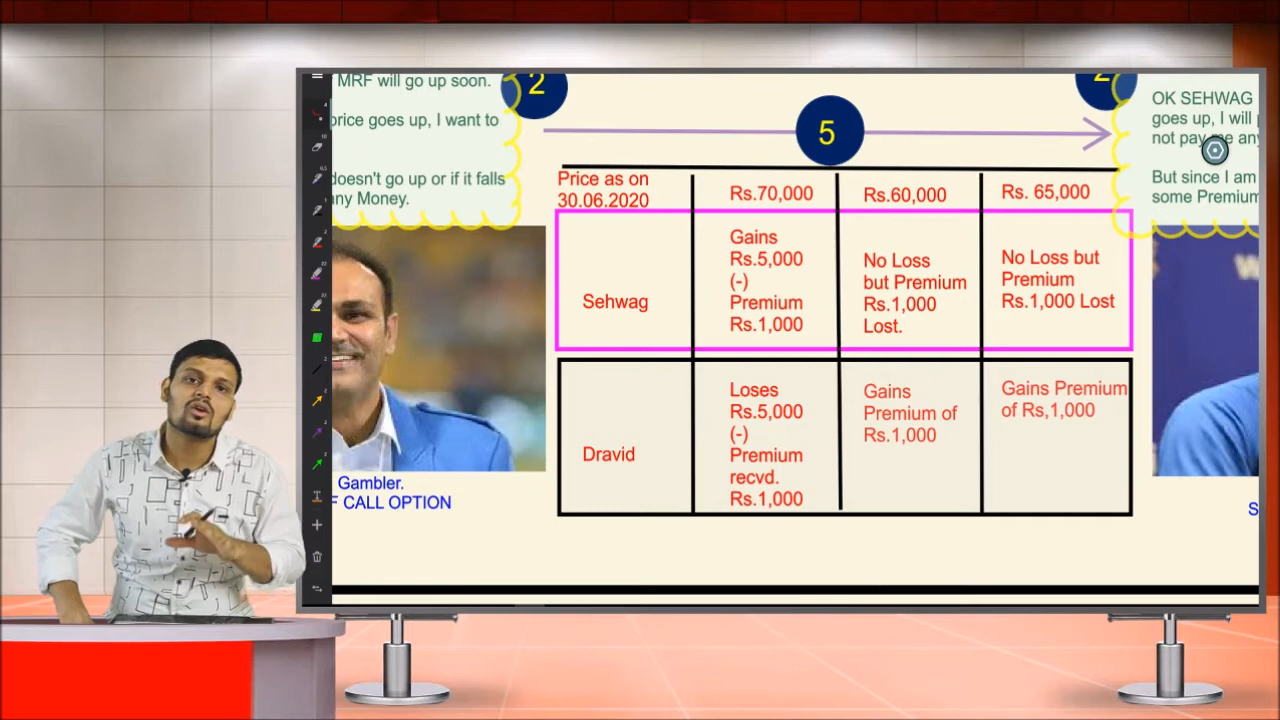 MRF will go up soon.
price goes up, I want to
doesn't go up or if it falls
Money.
2
5
2
OK SEHWAG
goes up, I will
not pay me any
But since I am
some Premium
Price as on
30.06.2020
Rs.70,000
Rs.60,000
Rs. 65,000
Sehwag
Gains
Rs.5,000
(-)
Premium
Rs.1,000
No Loss
but Premium
Rs.1,000
Lost.
No Loss but
Premium
Rs.1,000 Lost
Dravid
Loses
Rs.5,000
(-)
Premium
recvd.
Rs.1,000
Gains
Premium of
Rs.1,000
Gains Premium
of Rs,1,000
Gambler.
CALL OPTION
S